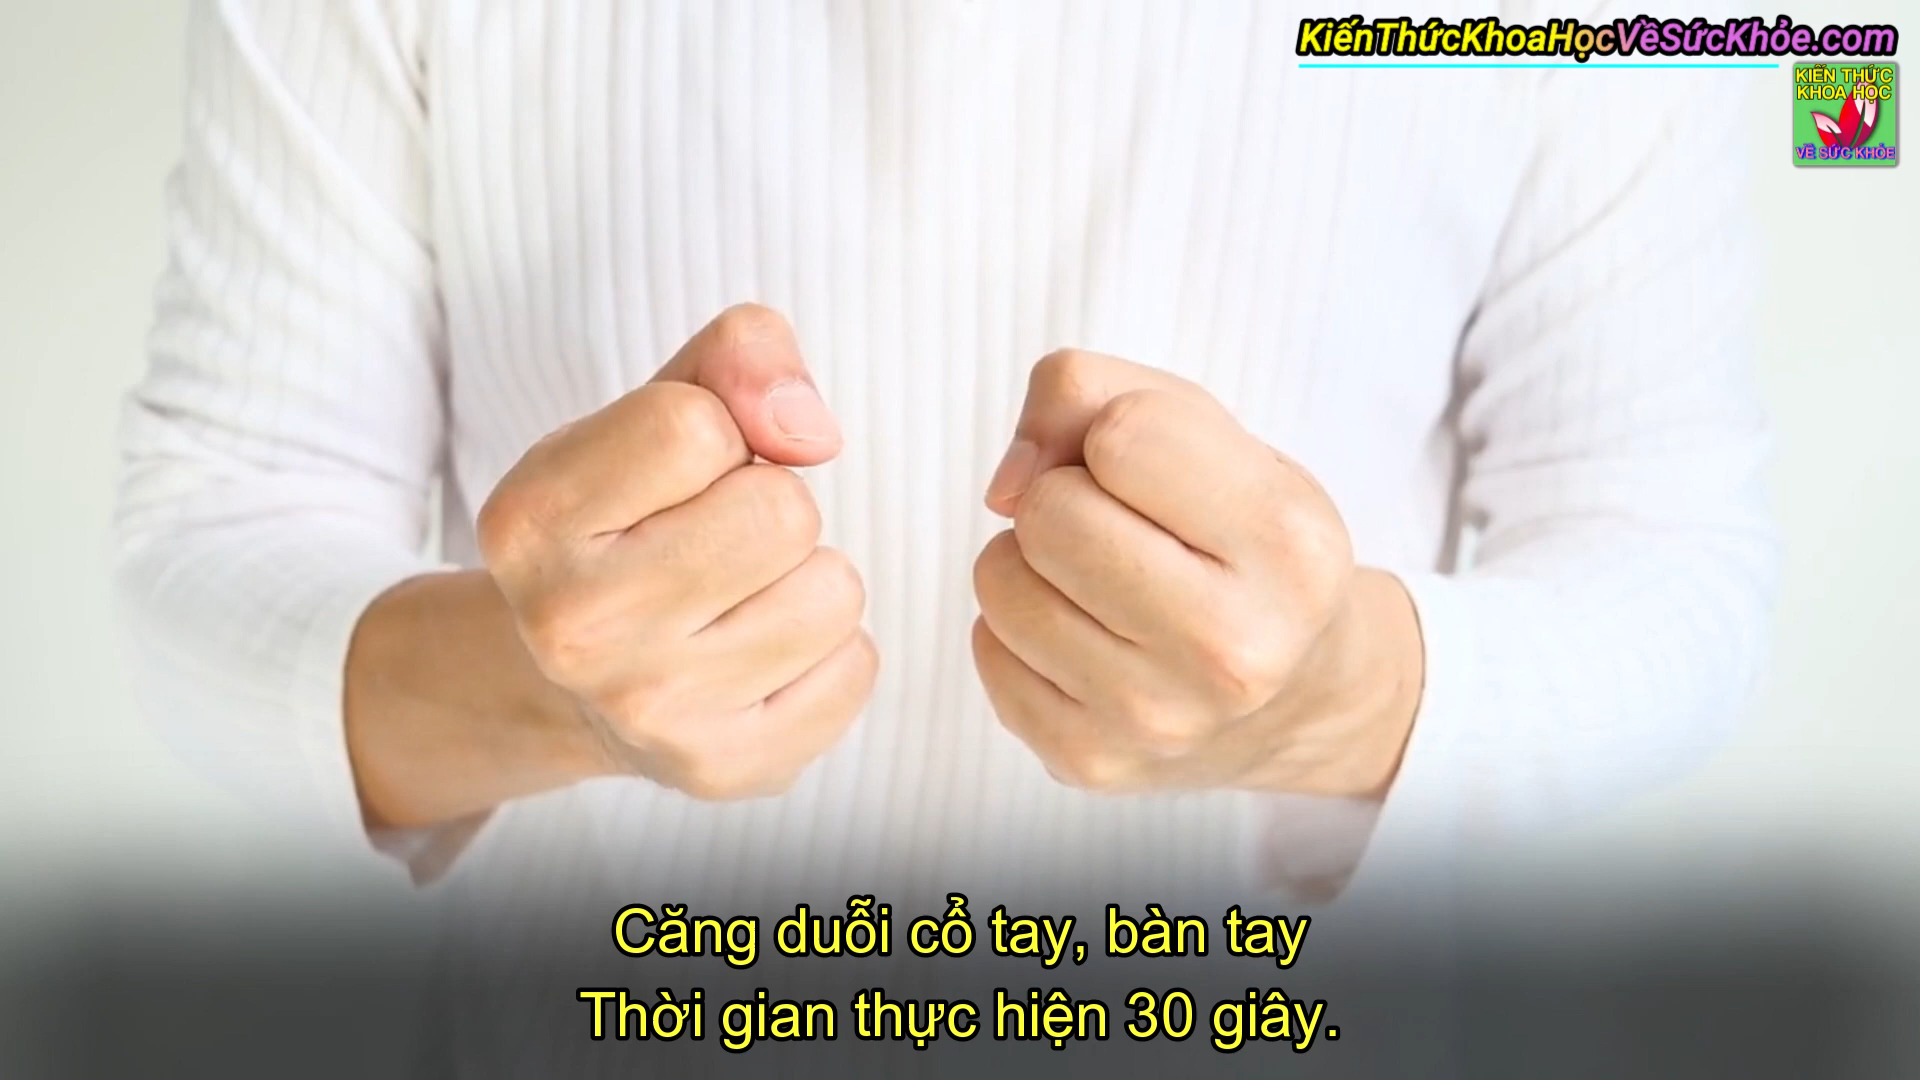 KiếnThứcKhoaHọcVềSứcKhỏe.com
KIẾN THỨC
KHOA HỌC
VỀ SỨC KHỎE
Căng duỗi cổ tay, bàn tay
Thời gian thực hiện 30 giây.